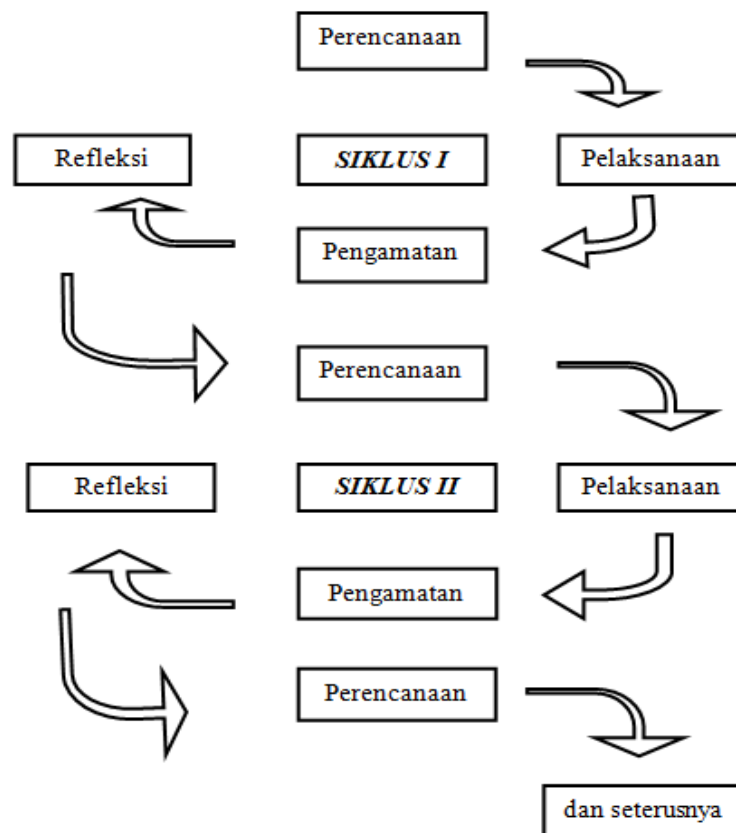 Perencanaan
Refleksi
SIKLUS I
Pelaksanaan
Pengamatan
Perencanaan
Refleksi
SIKLUS II
Pelaksanaan
Pengamatan
Perencanaan
dan seterusnya